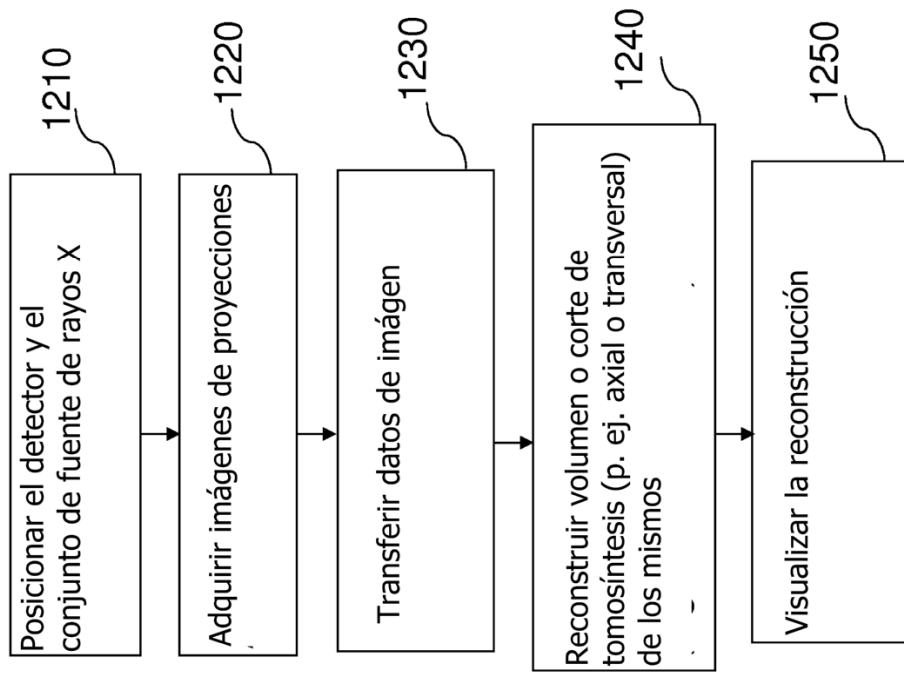 Posicionar el detector y el
conjunto de fuente de rayos X
1210
Adquirir imágenes de proyecciones
1220
Transferir datos de imágen
1230
Reconstruir volumen o corte de
tomosíntesis (p. ej. axial o transversal)
de los mismos
1240
Visualizar la reconstrucción
1250